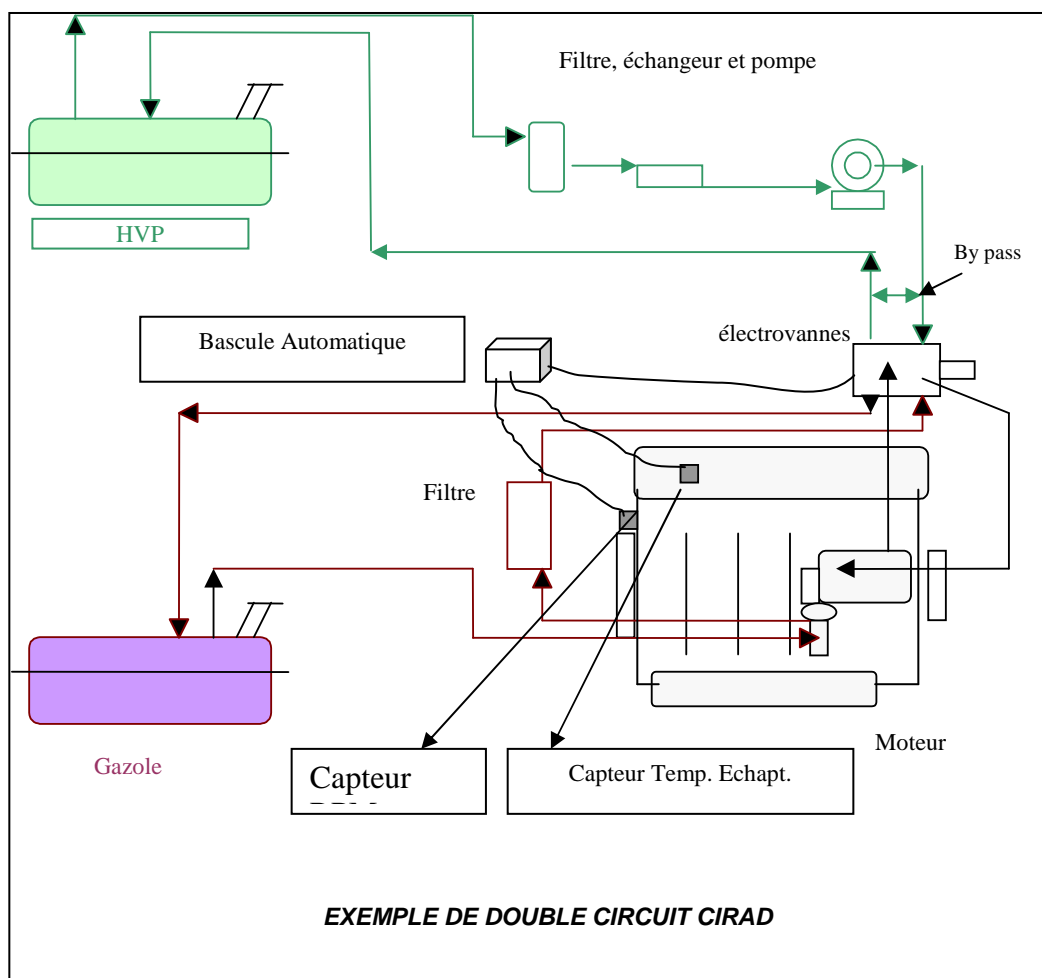 Filtre, échangeur et pompe
HVP
By pass
électrovannes
Bascule Automatique
Filtre
Moteur
Gazole
Capteur
Capteur Temp. Echapt.
EXEMPLE DE DOUBLE CIRCUIT CIRAD